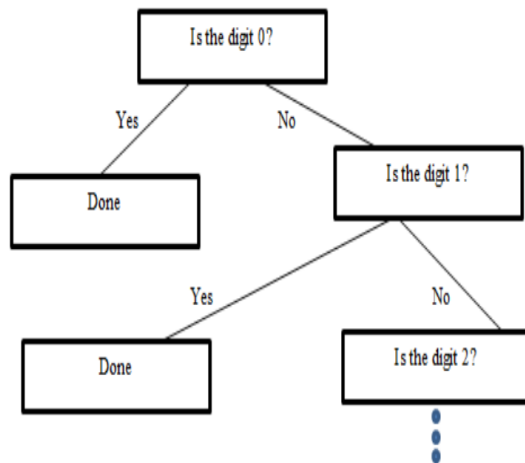 Is the digit 0?
Yes
No
Done
Is the digit 1?
Yes
No
Done
Is the digit 2?